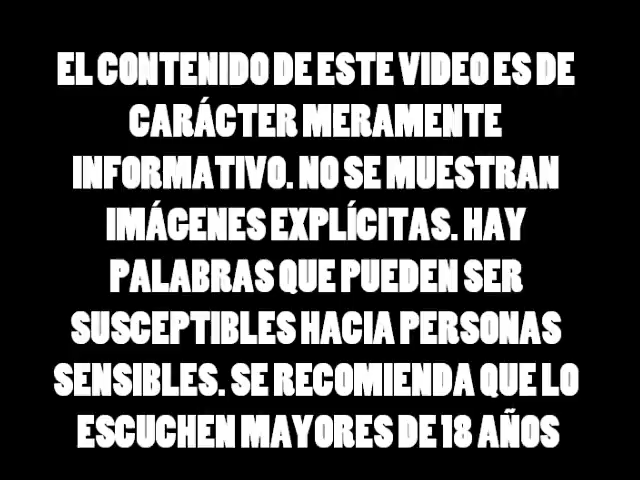 EL CONTENIDO DE ESTE VIDEO ES DE
CARÁCTER MERAMENTE
INFORMATIVO. NO SE MUESTRAN
IMÁGENES EXPLÍCITAS. HAY
PALABRAS QUE PUEDEN SER
SUSCEPTIBLES HACIA PERSONAS
SENSIBLES. SE RECOMIENDA QUE LO
ESCUCHEN MAYORES DE 18 AÑOS